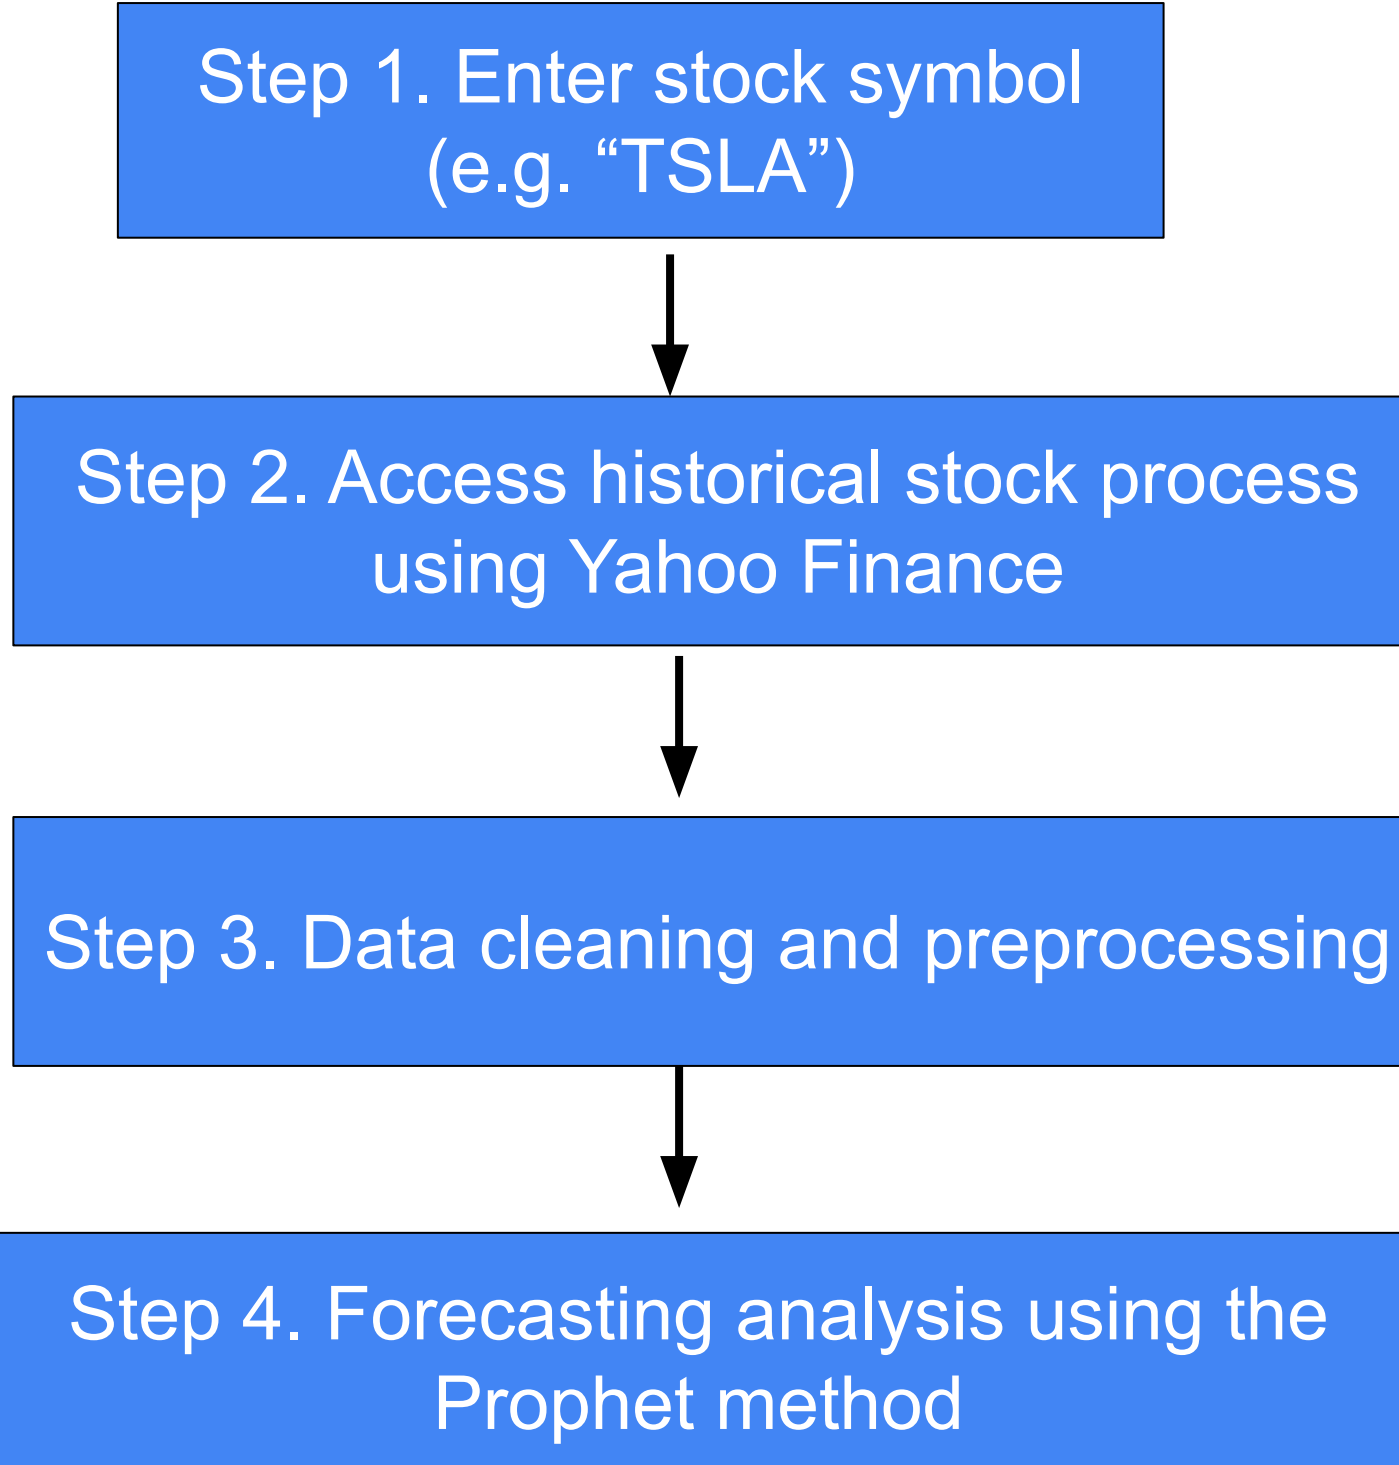 Step 1. Enter stock symbol
(e.g. “TSLA”)
Step 2. Access historical stock process
using Yahoo Finance
Step 3. Data cleaning and preprocessing
Step 4. Forecasting analysis using the
Prophet method